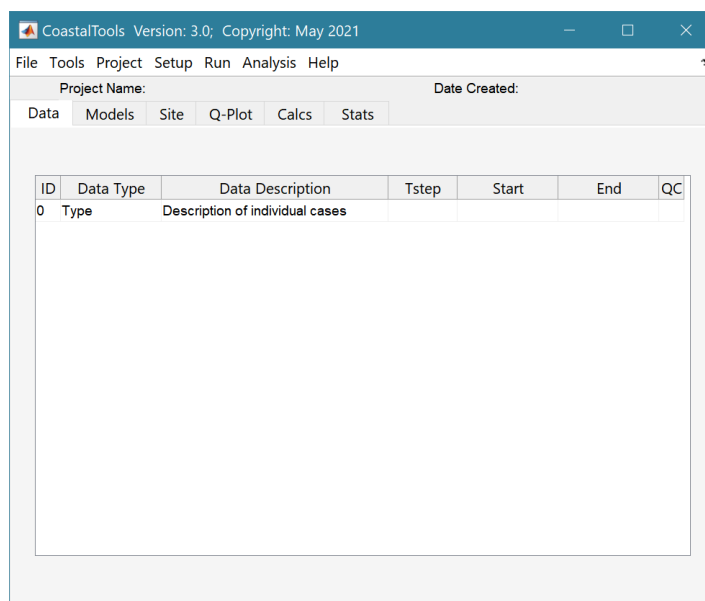 CoastalTools Version: 3.0; Copyright: May 2021
File Tools Project Setup Run Analysis Help
Project Name: Date Created:
Data Models Site Q-Plot Calcs Stats
ID Data Type Data Description Tstep Start End QC
0 Type Description of individual cases